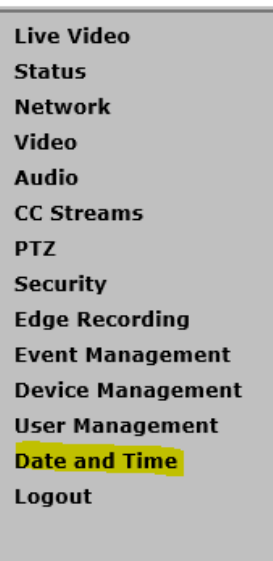 Live Video
Status
Network
Video
Audio
CC Streams
PTZ
Security
Edge Recording
Event Management
Device Management
User Management
Date and Time
Logout